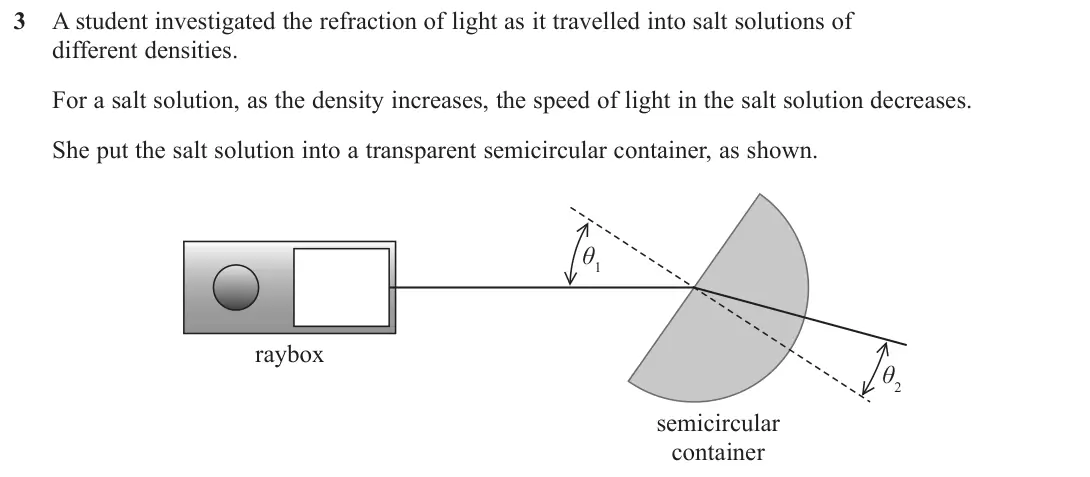 3 A student investigated the refraction of light as it travelled into salt solutions of
different densities.
For a salt solution, as the density increases, the speed of light in the salt solution decreases.
She put the salt solution into a transparent semicircular container, as shown.
θ1
raybox
θ2
semicircular
container